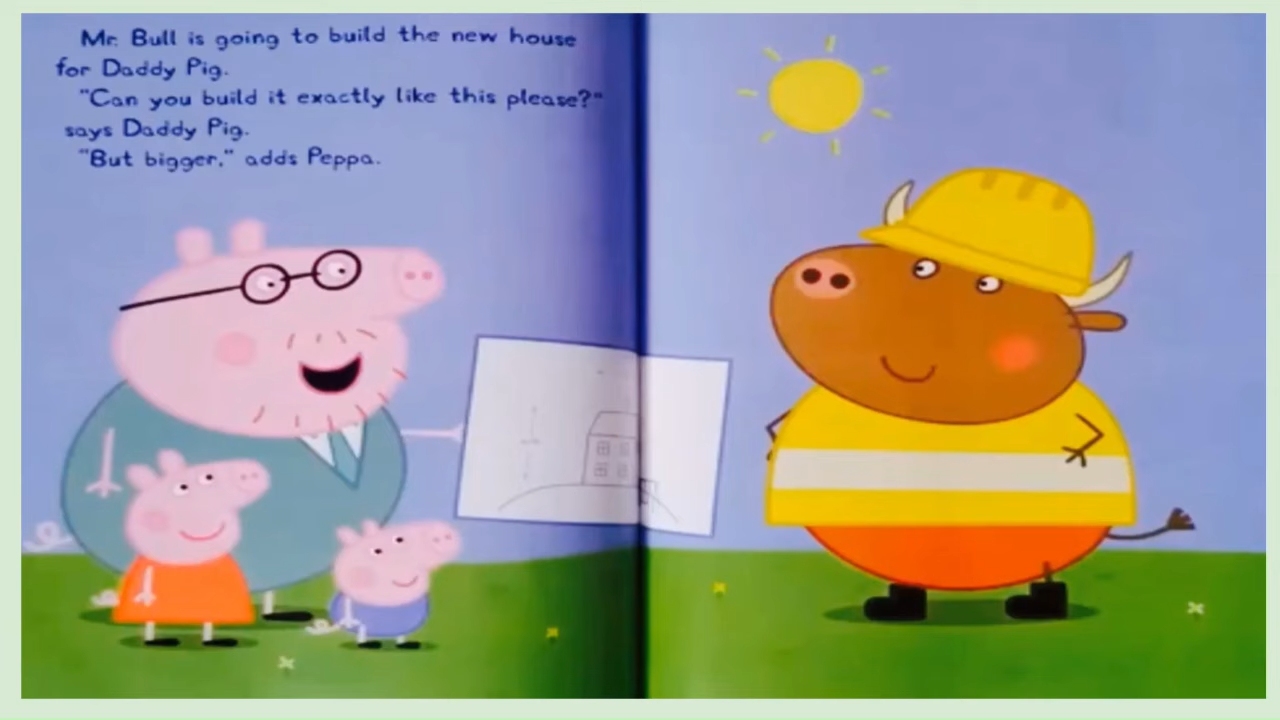 Mr. Bull is going to build the new house
for Daddy Pig.
"Can you build it exactly like this please?"
says Daddy Pig.
"But bigger," adds Peppa.